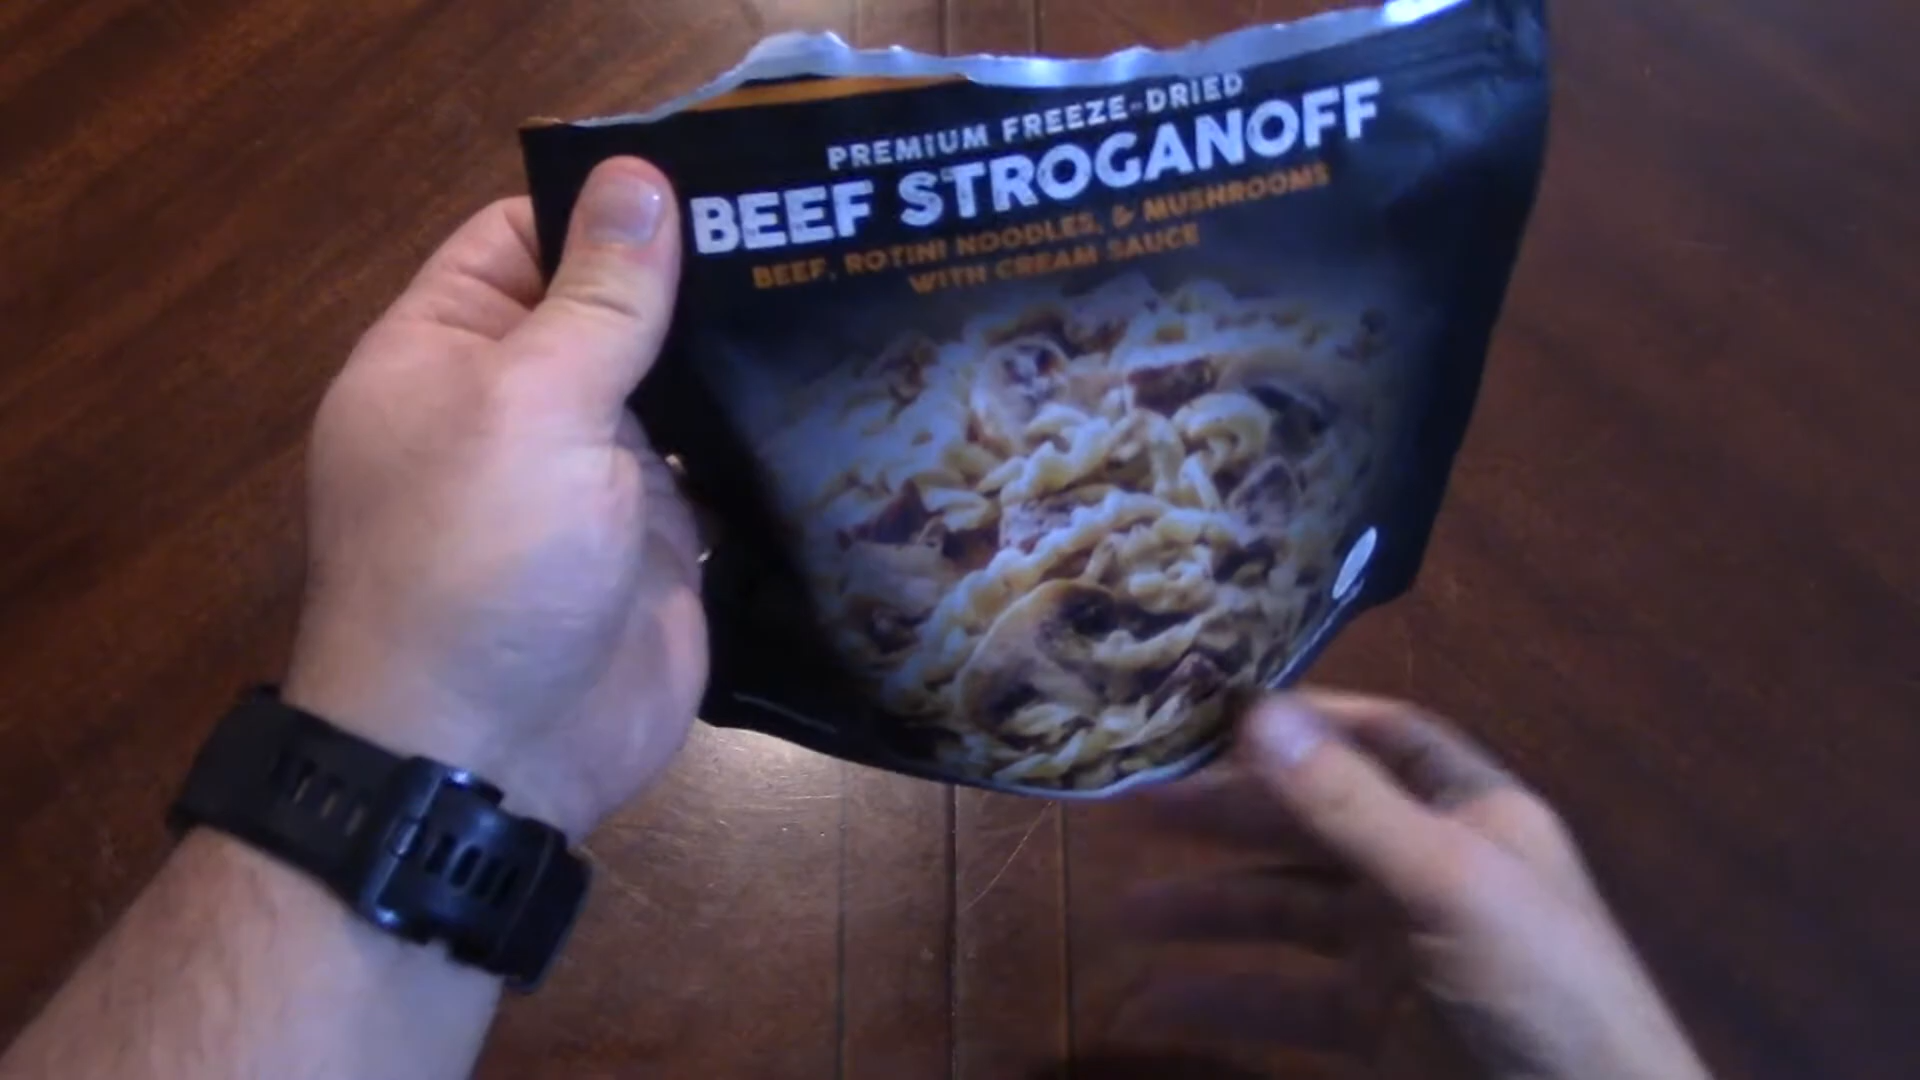 PREMIUM FREEZE-DRIED
BEEF STROGANOFF
BEEF, ROTINI NOODLES, & MUSHROOMS
WITH CREAM SAUCE